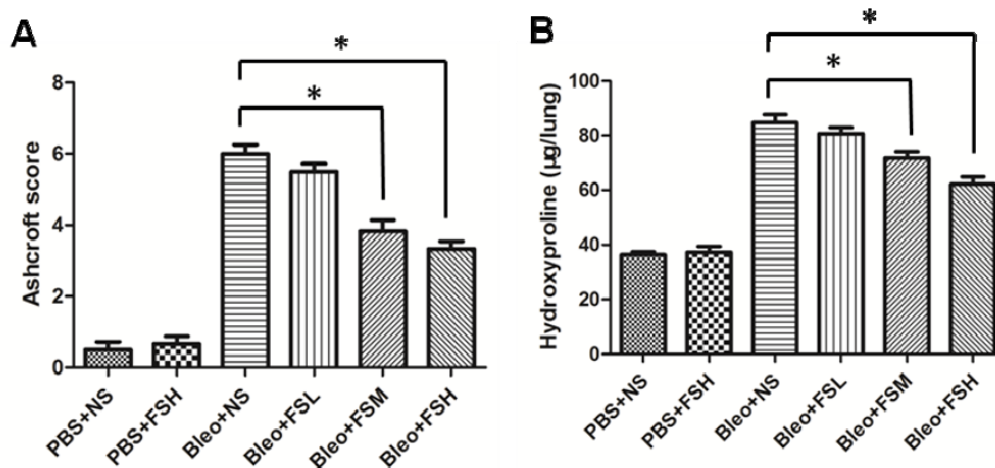 A
Ashcroft score
8
6
4
2
0
*
*
PBS+NS
PBS+FSH
Bleo+NS
Bleo+FSL
Bleo+FSM
Bleo+FSH
B
Hydroxyproline (µg/lung)
100
80
60
40
20
0
*
*
PBS+NS
PBS+FSH
Bleo+NS
Bleo+FSL
Bleo+FSM
Bleo+FSH